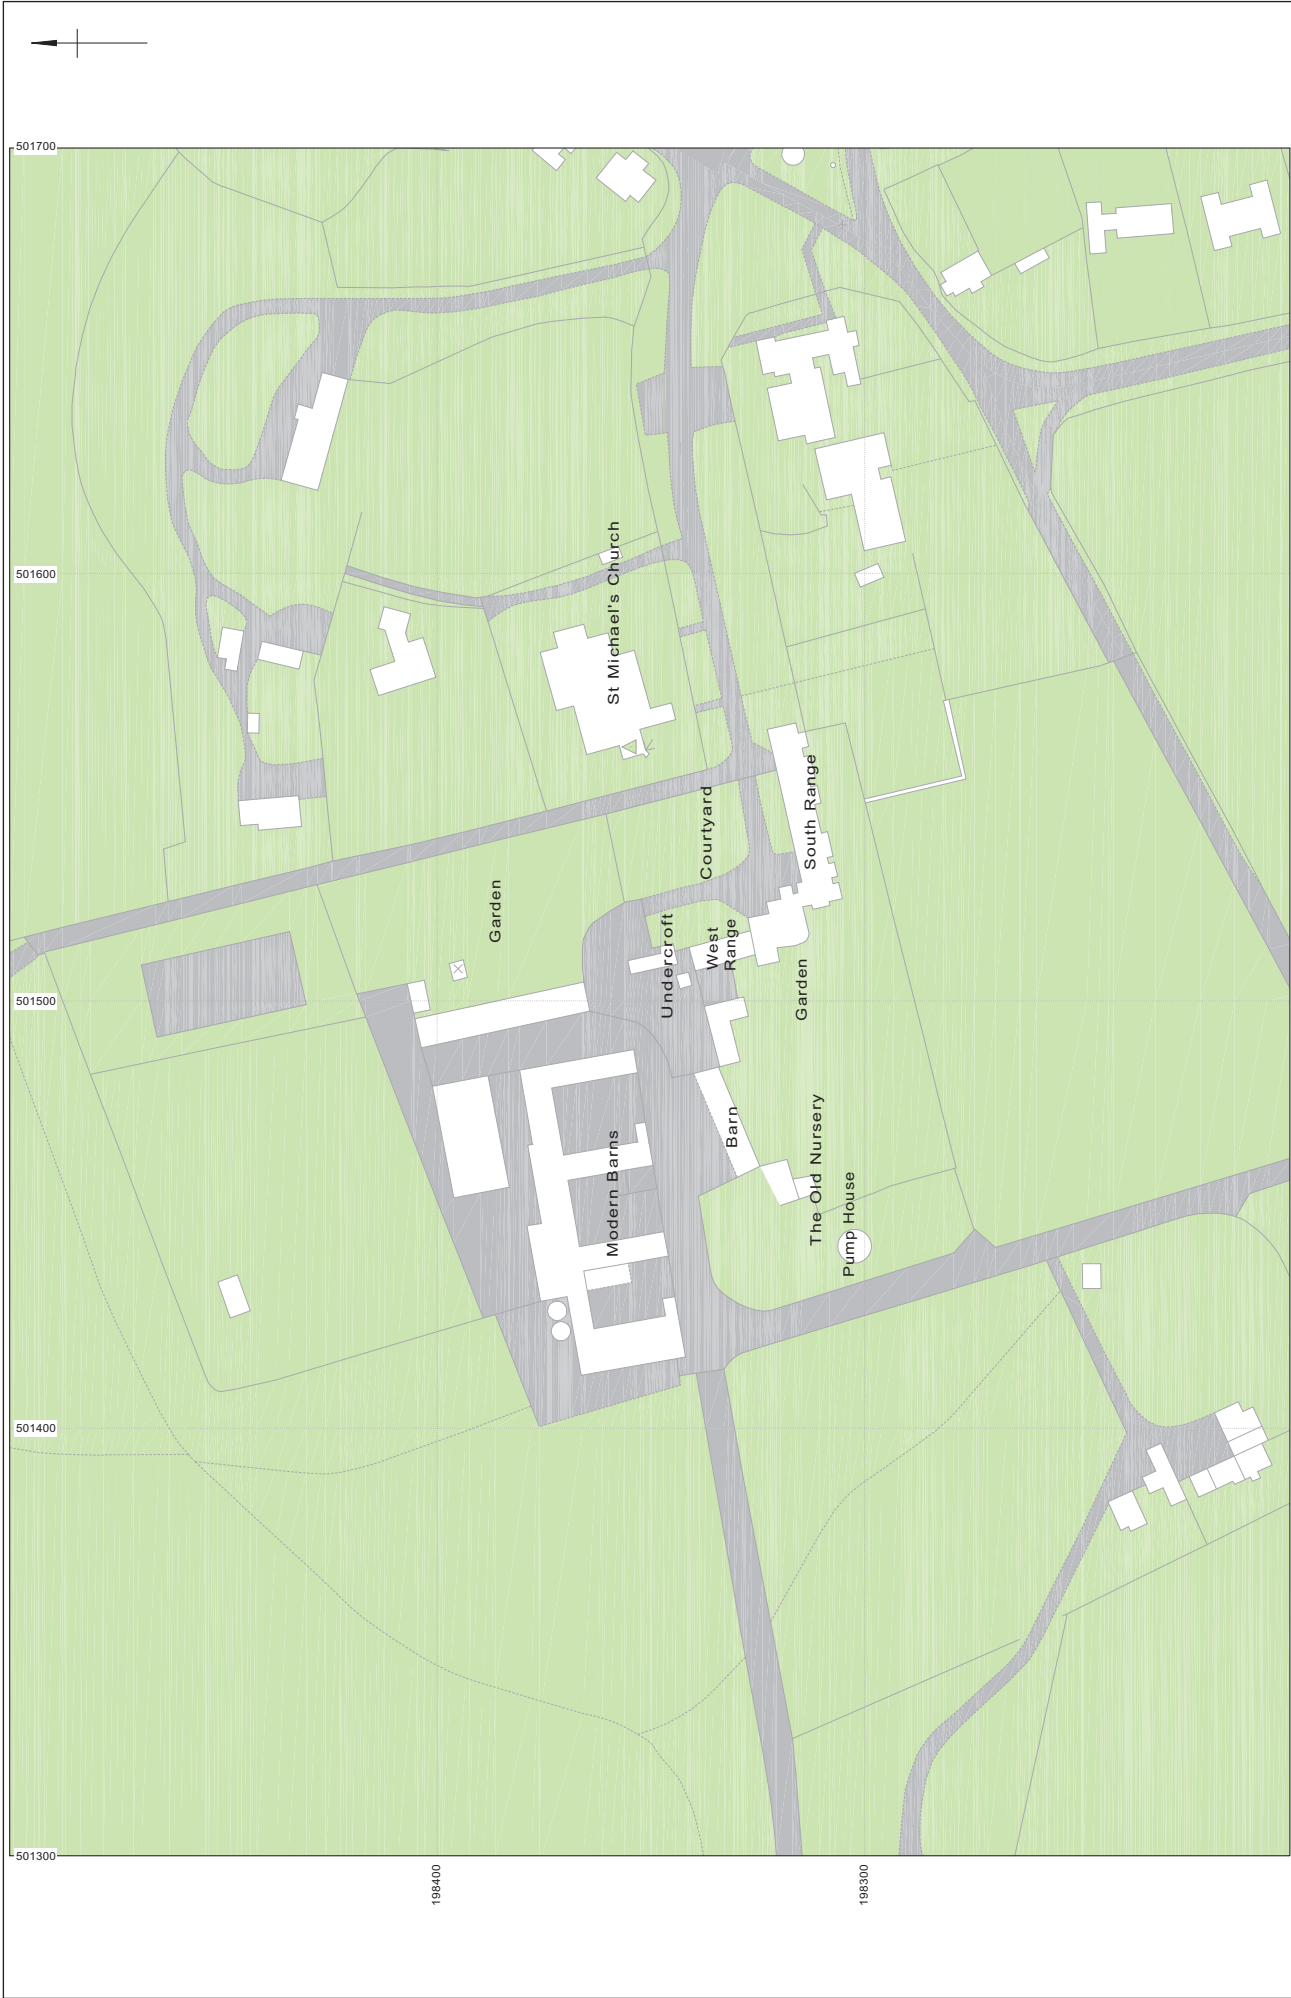 501700
501600
501500
501400
501300
198400
198300
St Michael's Church
Courtyard
South Range
Garden
Undercroft
West
Range
Garden
Modern Barns
Barn
The Old Nursery
Pump House